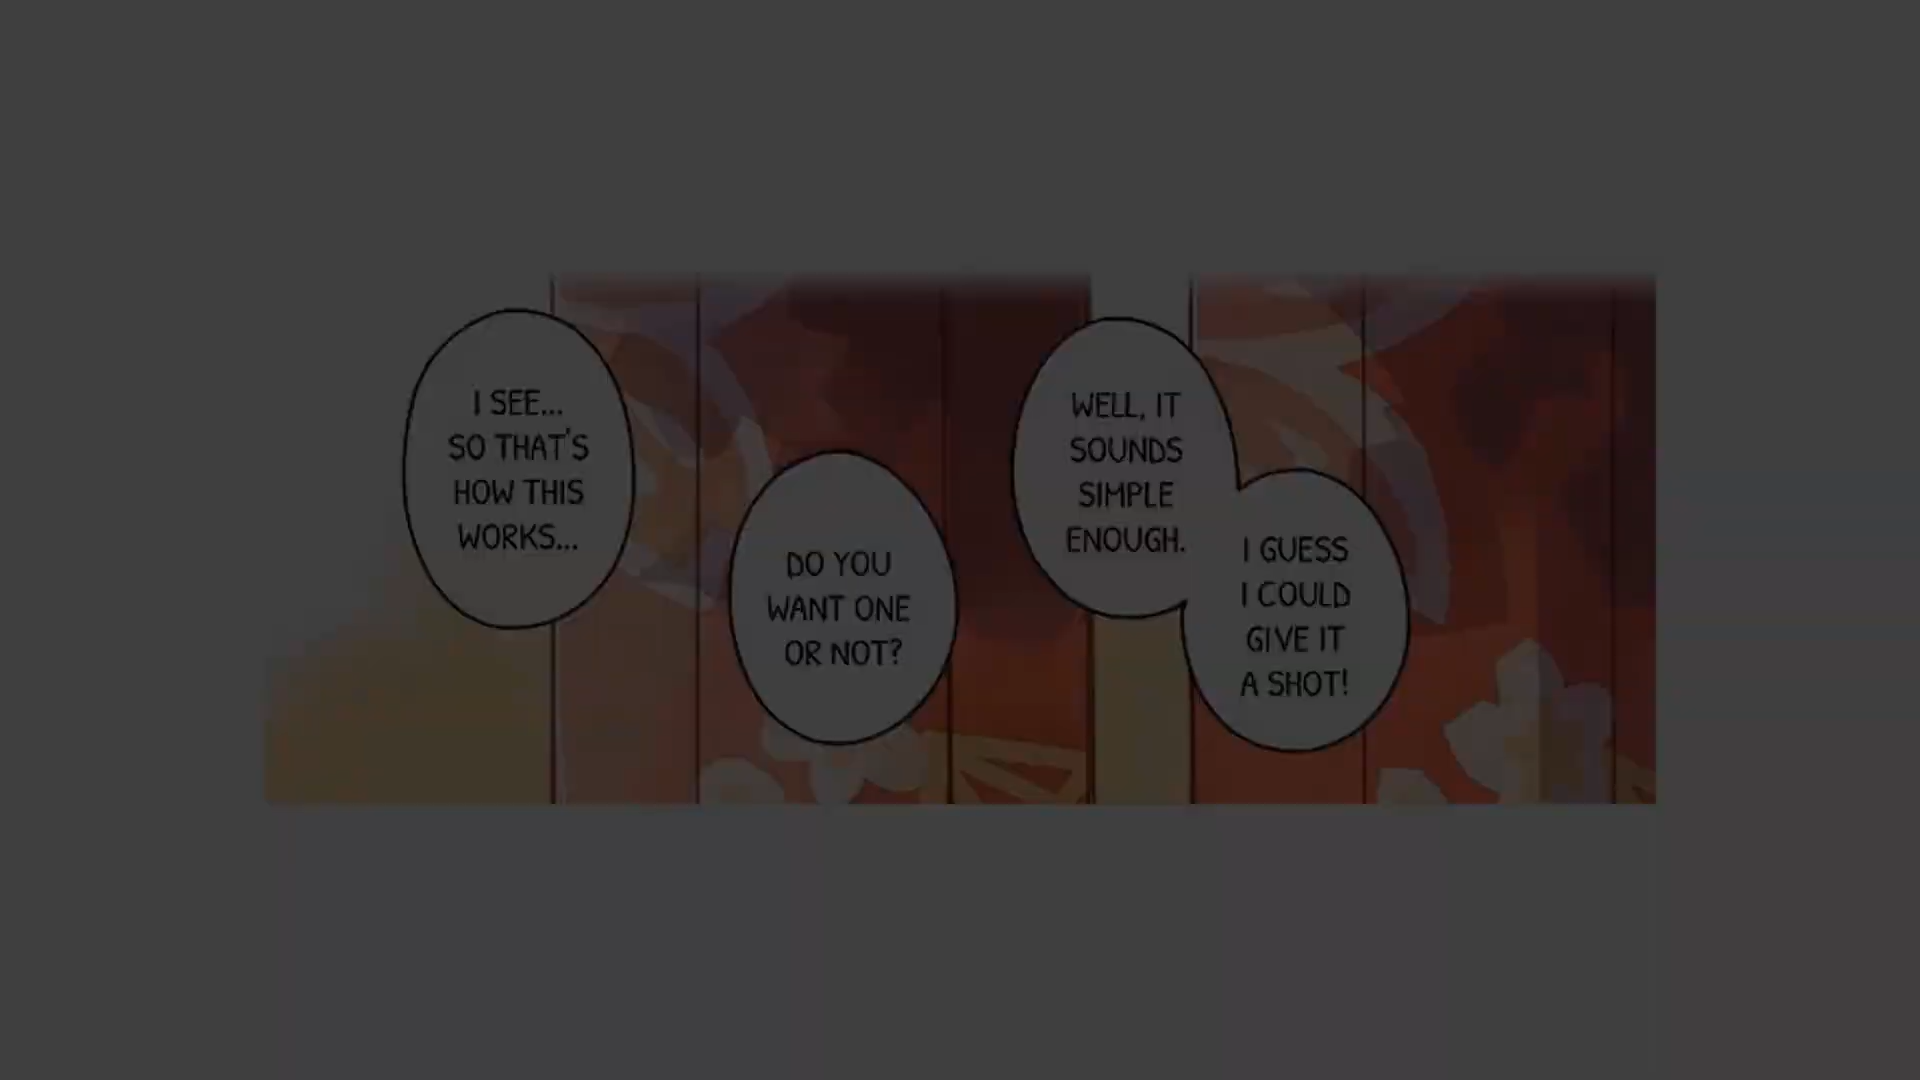 I SEE...
SO THAT'S
HOW THIS
WORKS...
DO YOU
WANT ONE
OR NOT?
WELL, IT
SOUNDS
SIMPLE
ENOUGH.
I GUESS
I COULD
GIVE IT
A SHOT!